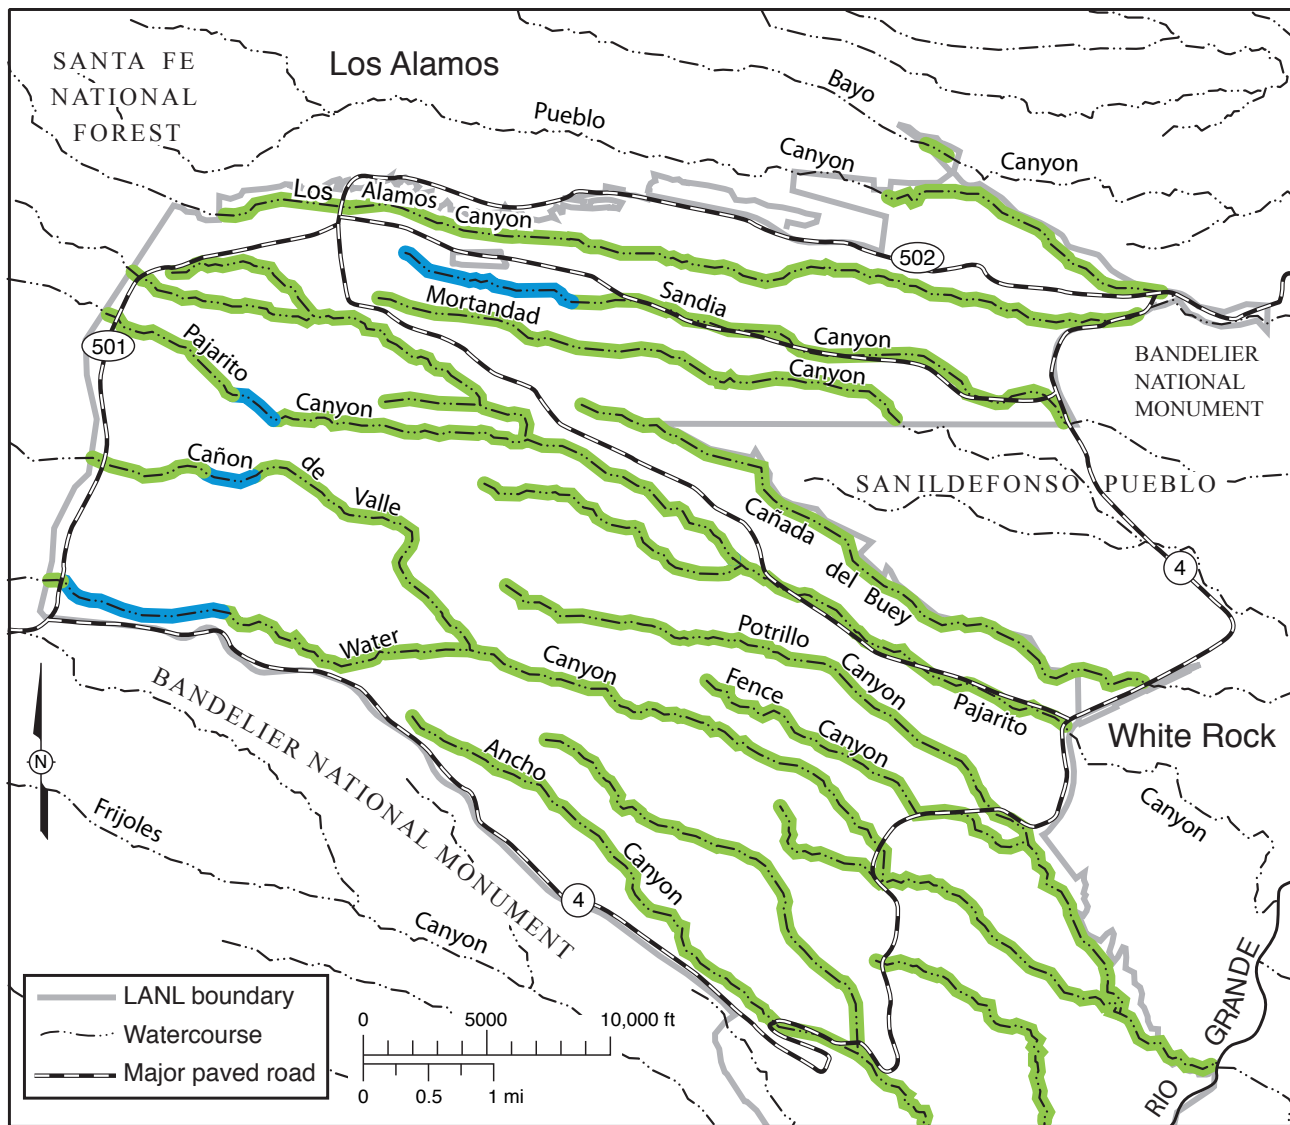 SANTA FE
NATIONAL
FOREST
Los Alamos
Bayo
Canyon
Pueblo
Canyon
Los Alamos Canyon
502
Sandia
Canyon
Mortandad
Canyon
501
Pajarito
Canyon
BANDELIER
NATIONAL
MONUMENT
Cañon de Valle
SAN ILDEFONSO PUEBLO
Cañada del Buey
4
Water
Canyon
Potrillo
Canyon
Fence
Canyon
Pajarito
White Rock
Canyon
BANDELIER NATIONAL MONUMENT
Ancho
Canyon
N
Frijoles
Canyon
4
RIO GRANDE
LANL boundary
Watercourse
Major paved road
0 5000 10,000 ft
0 0.5 1 mi